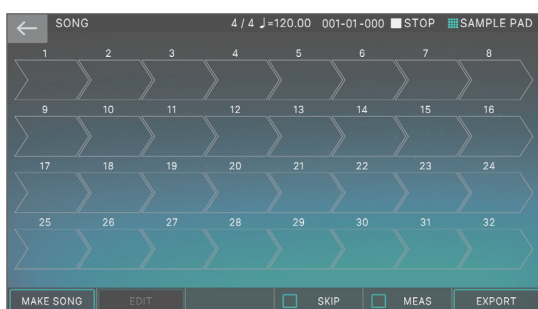 SONG 4 / 4 ♩=120.00 001-01-000 STOP SAMPLE PAD
1 2 3 4 5 6 7 8
9 10 11 12 13 14 15 16
17 18 19 20 21 22 23 24
25 26 27 28 29 30 31 32
MAKE SONG EDIT SKIP MEAS EXPORT